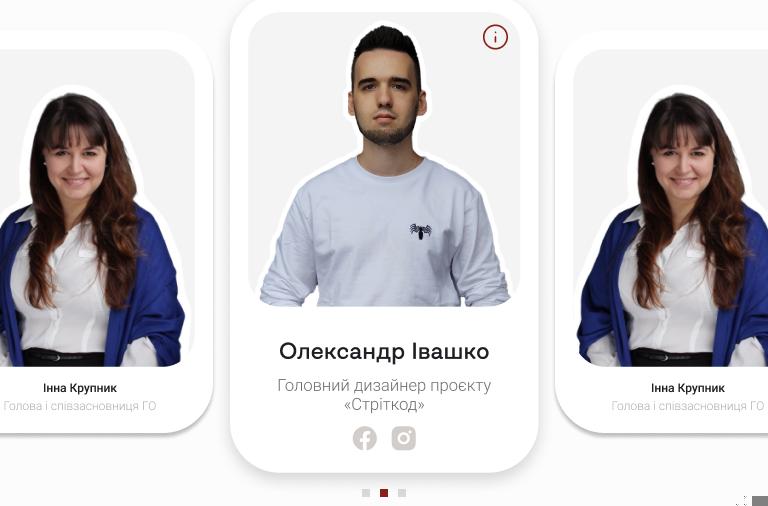 Інна Крупник
Голова і співзасновниця ГО
Олександр Івашко
Головний дизайнер проєкту
«Стріткод»
Інна Крупник
Голова і співзасновниця ГО